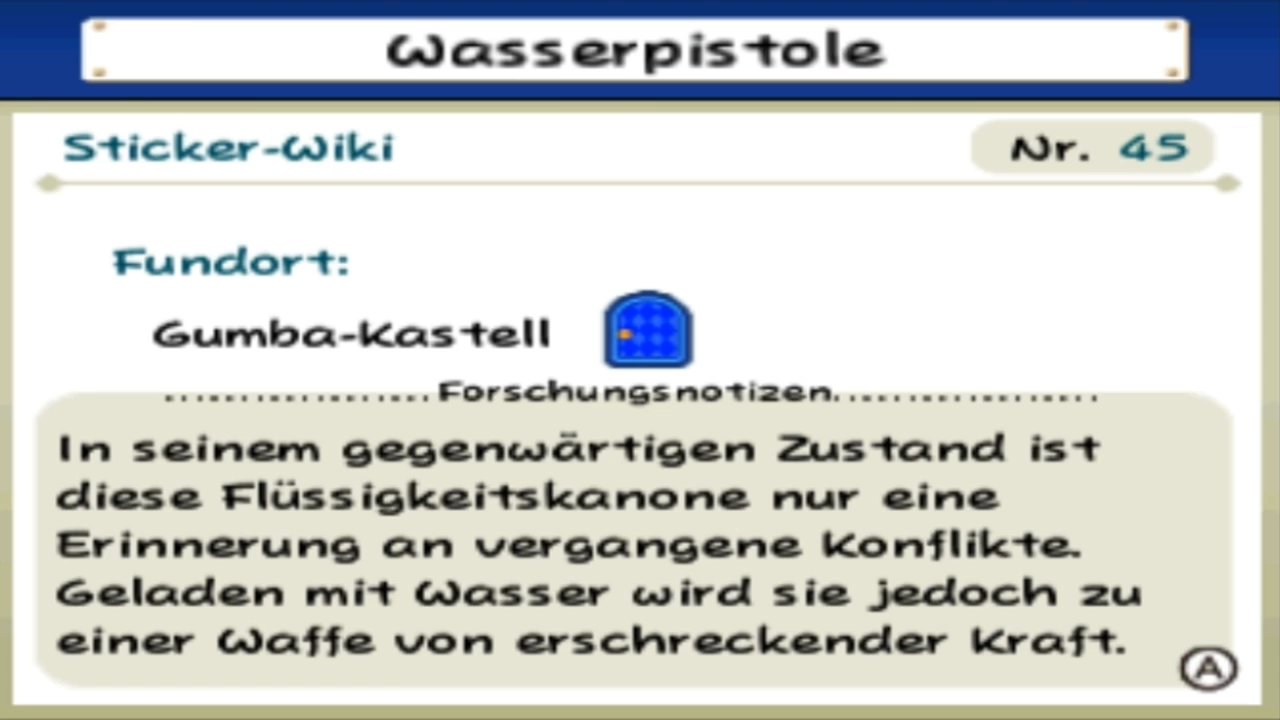 Wasserpistole
Sticker-Wiki
Nr. 45
Fundort:
Gumba-Kastell
Forschungsnotizen
In seinem gegenwärtigen Zustand ist
diese Flüssigkeitskanone nur eine
Erinnerung an vergangene Konflikte.
Geladen mit Wasser wird sie jedoch zu
einer Waffe von erschreckender Kraft.
A